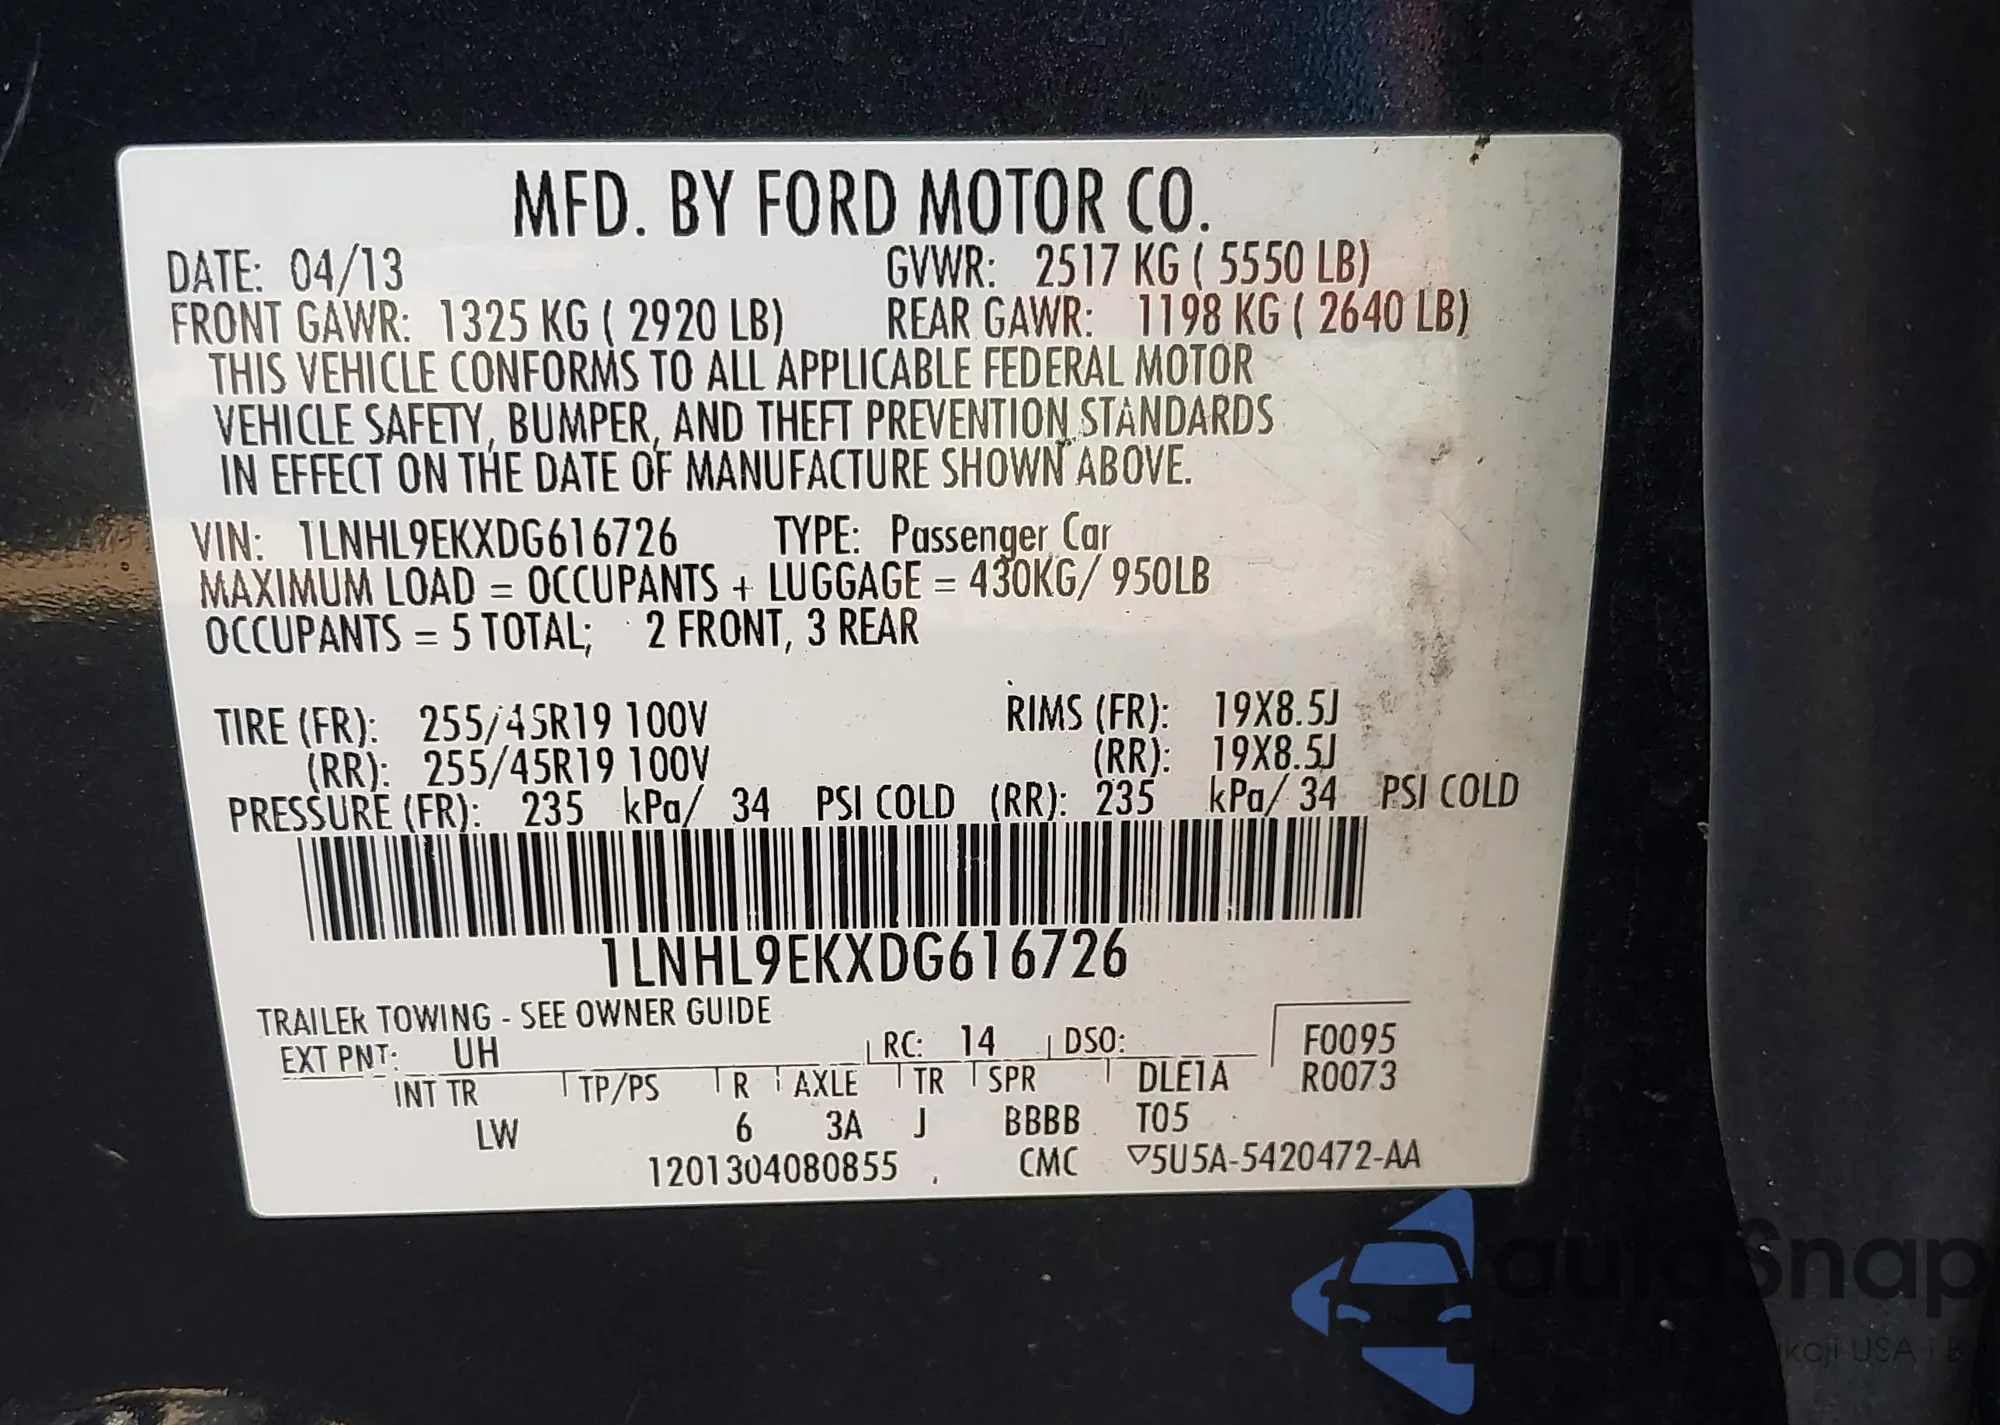 MFD. BY FORD MOTOR CO.
DATE: 04/13 GVWR: 2517 KG ( 5550 LB)
FRONT GAWR: 1325 KG ( 2920 LB) REAR GAWR: 1198 KG ( 2640 LB)
THIS VEHICLE CONFORMS TO ALL APPLICABLE FEDERAL MOTOR
VEHICLE SAFETY, BUMPER, AND THEFT PREVENTION STANDARDS
IN EFFECT ON THE DATE OF MANUFACTURE SHOWN ABOVE.
VIN: 1LNHL9EKXDG616726 TYPE: Passenger Car
MAXIMUM LOAD = OCCUPANTS + LUGGAGE = 430KG/ 950LB
OCCUPANTS = 5 TOTAL; 2 FRONT, 3 REAR
TIRE (FR): 255/45R19 100V RIMS (FR): 19X8.5J
(RR): 255/45R19 100V (RR): 19X8.5J
PRESSURE (FR): 235 kPa/ 34 PSI COLD (RR): 235 kPa/ 34 PSI COLD
1LNHL9EKXDG616726
TRAILER TOWING - SEE OWNER GUIDE
EXT PNT: UH RC: 14 DSO: F0095
INT TR TP/PS R AXLE TR SPR DLE1A R0073
LW 6 3A J BBBB T05
1201304080855 CMC ▽5U5A-5420472-AA
autoSnap
USA i